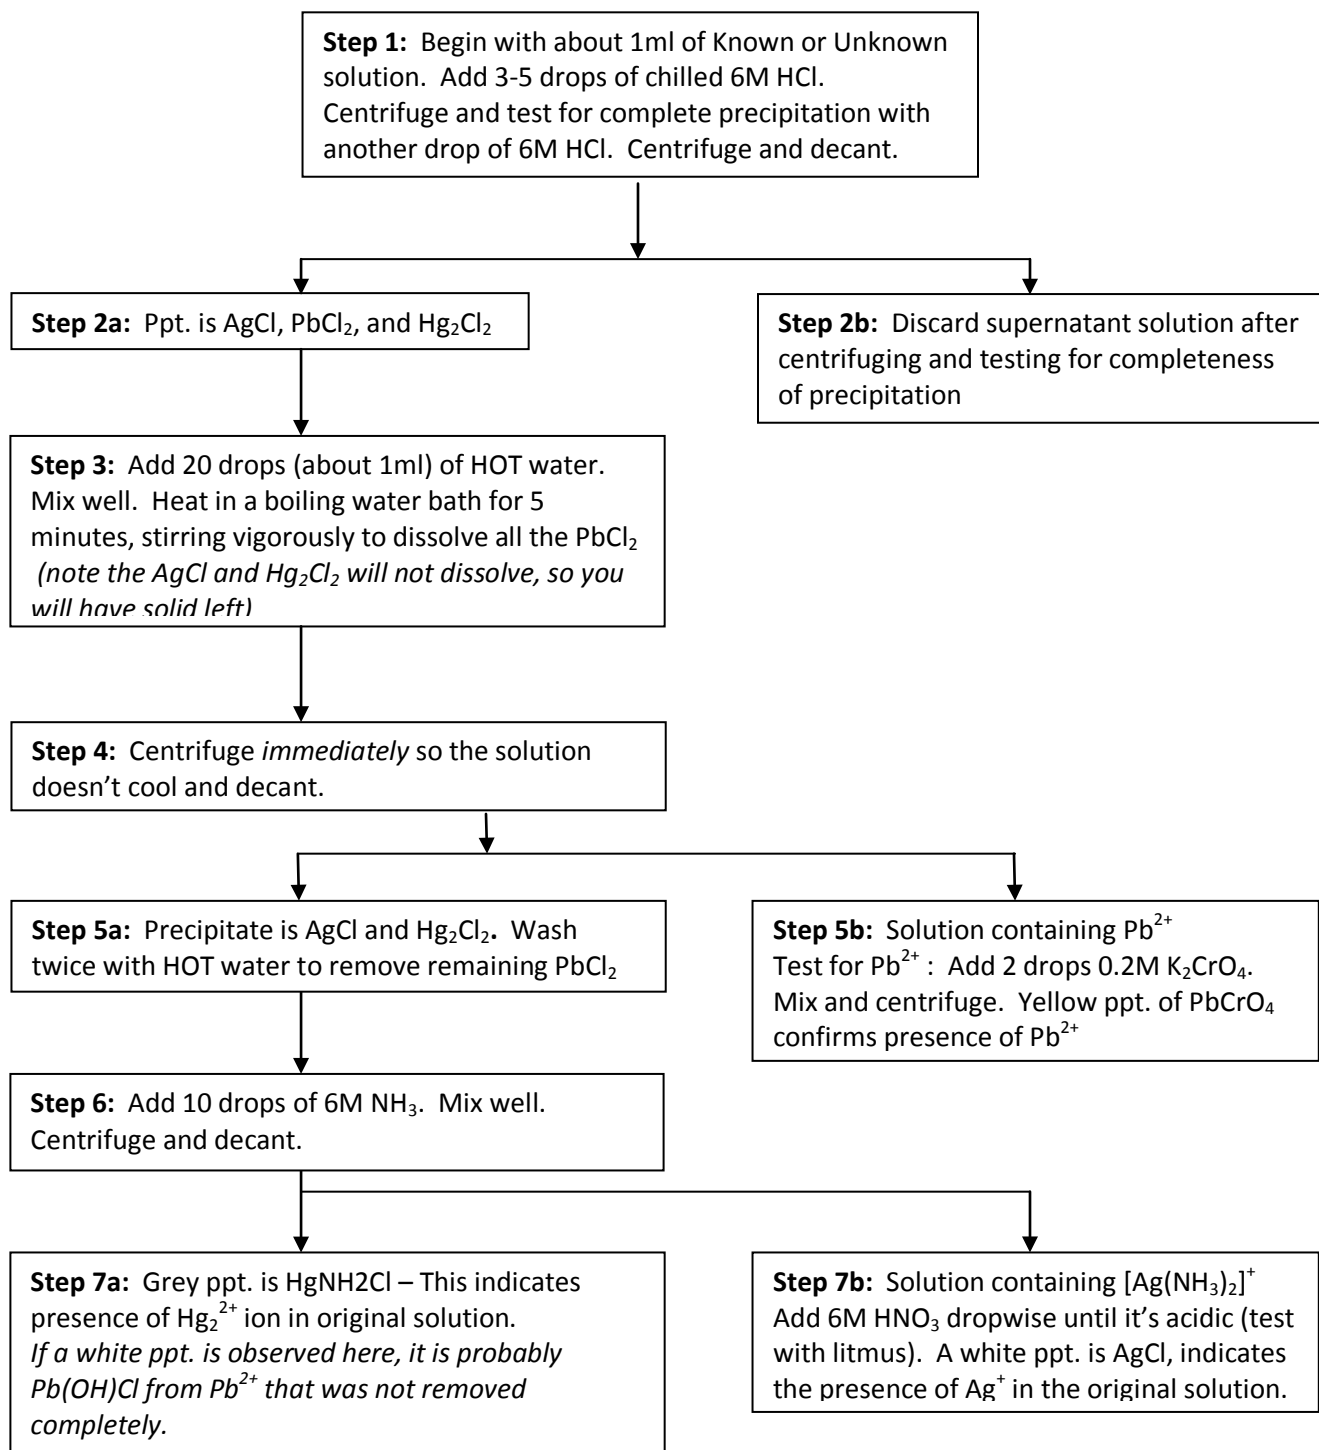 Step 1: Begin with about 1ml of Known or Unknown
solution. Add 3-5 drops of chilled 6M HCl.
Centrifuge and test for complete precipitation with
another drop of 6M HCl. Centrifuge and decant.
Step 2a: Ppt. is AgCl, PbCl₂, and Hg₂Cl₂
Step 2b: Discard supernatant solution after
centrifuging and testing for completeness
of precipitation
Step 3: Add 20 drops (about 1ml) of HOT water.
Mix well. Heat in a boiling water bath for 5
minutes, stirring vigorously to dissolve all the PbCl₂
(note the AgCl and Hg₂Cl₂ will not dissolve, so you
will have solid left)
Step 4: Centrifuge immediately so the solution
doesn’t cool and decant.
Step 5a: Precipitate is AgCl and Hg₂Cl₂. Wash
twice with HOT water to remove remaining PbCl₂
Step 5b: Solution containing Pb²⁺
Test for Pb²⁺ : Add 2 drops 0.2M K₂CrO₄.
Mix and centrifuge. Yellow ppt. of PbCrO₄
confirms presence of Pb²⁺
Step 6: Add 10 drops of 6M NH₃. Mix well.
Centrifuge and decant.
Step 7a: Grey ppt. is HgNH2Cl – This indicates
presence of Hg₂²⁺ ion in original solution.
If a white ppt. is observed here, it is probably
Pb(OH)Cl from Pb²⁺ that was not removed
completely.
Step 7b: Solution containing [Ag(NH₃)₂]⁺
Add 6M HNO₃ dropwise until it’s acidic (test
with litmus). A white ppt. is AgCl, indicates
the presence of Ag⁺ in the original solution.